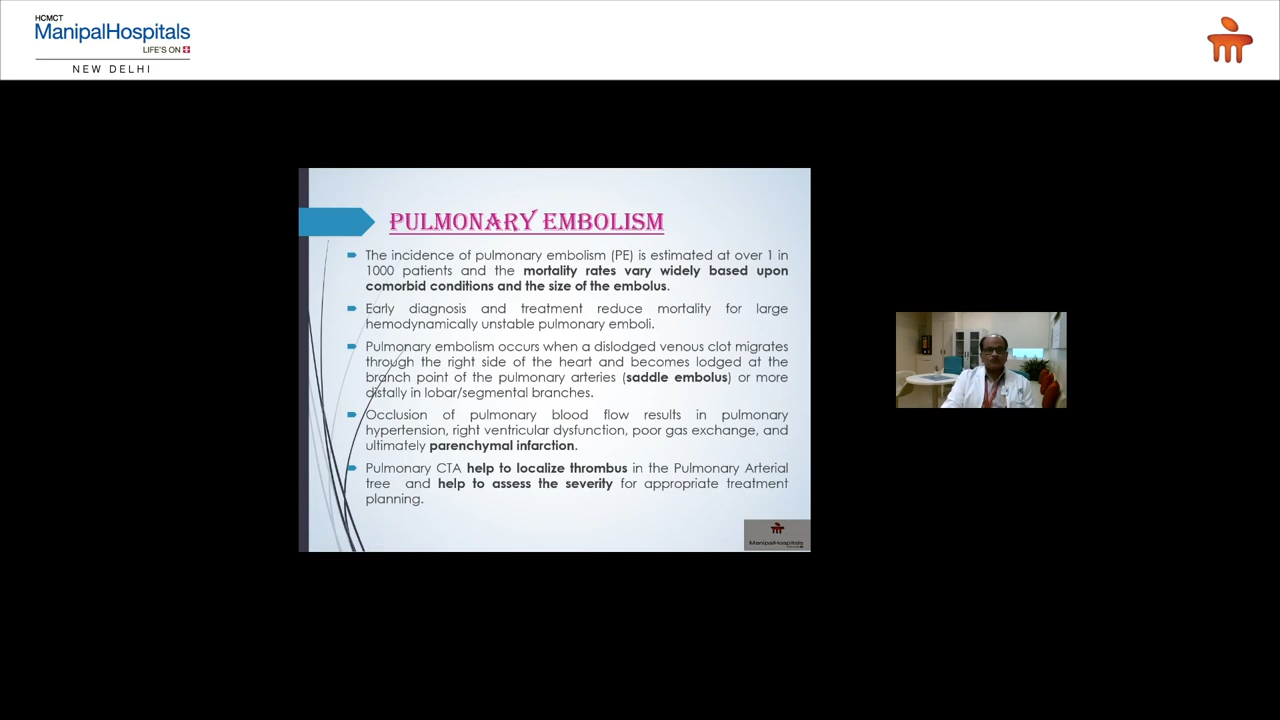 HCMCT
ManipalHospitals
LIFE'S ON
NEW DELHI
PULMONARY EMBOLISM
The incidence of pulmonary embolism (PE) is estimated at over 1 in
1000 patients and the mortality rates vary widely based upon
comorbid conditions and the size of the embolus.
Early diagnosis and treatment reduce mortality for large
hemodynamically unstable pulmonary emboli.
Pulmonary embolism occurs when a dislodged venous clot migrates
through the right side of the heart and becomes lodged at the
branch point of the pulmonary arteries (saddle embolus) or more
distally in lobar/segmental branches.
Occlusion of pulmonary blood flow results in pulmonary
hypertension, right ventricular dysfunction, poor gas exchange, and
ultimately parenchymal infarction.
Pulmonary CTA help to localize thrombus in the Pulmonary Arterial
tree and help to assess the severity for appropriate treatment
planning.
ManipalHospitals